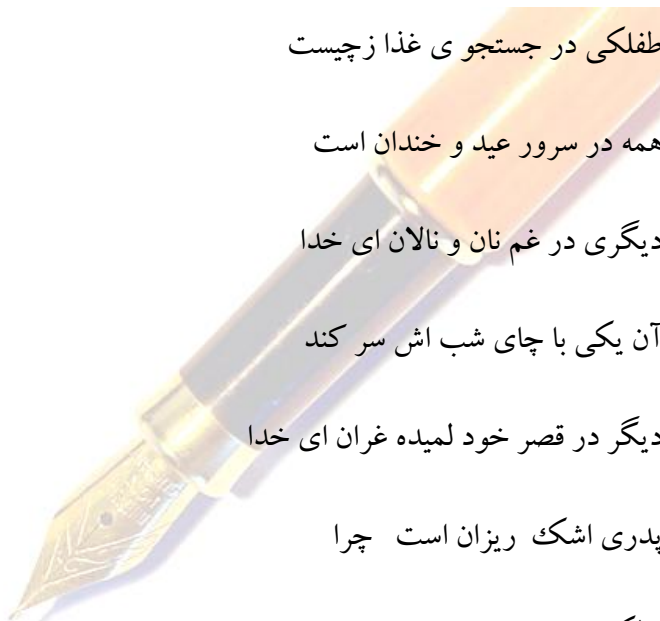 طفلکی در جستجو ی غذا زچیست
همه در سرور عید و خندان است
دیگری در غم نان و نالان ای خدا
آن یکی با چای شب اش سر کند
دیگر در قصر خود لمیده غران ای خدا
پدری اشک ریزان است چرا